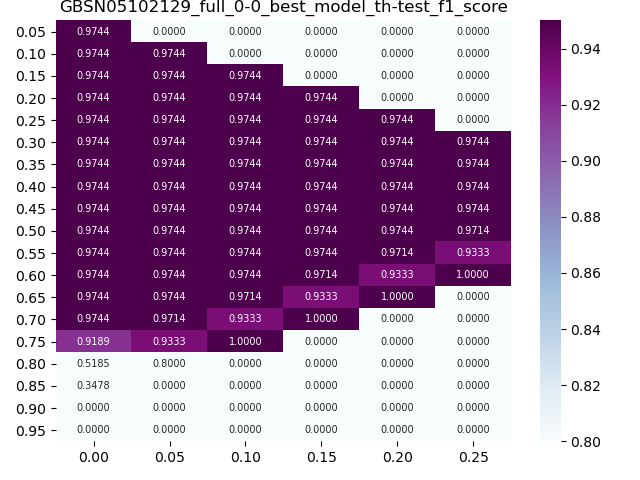 GBSN05102129_full_0-0_best_model_th-test_f1_score
0.05 0.9744 0.0000 0.0000 0.0000 0.0000 0.0000
0.10 0.9744 0.9744 0.0000 0.0000 0.0000 0.0000
0.15 0.9744 0.9744 0.9744 0.0000 0.0000 0.0000
0.20 0.9744 0.9744 0.9744 0.9744 0.0000 0.0000
0.25 0.9744 0.9744 0.9744 0.9744 0.9744 0.0000
0.30 0.9744 0.9744 0.9744 0.9744 0.9744 0.9744
0.35 0.9744 0.9744 0.9744 0.9744 0.9744 0.9744
0.40 0.9744 0.9744 0.9744 0.9744 0.9744 0.9744
0.45 0.9744 0.9744 0.9744 0.9744 0.9744 0.9744
0.50 0.9744 0.9744 0.9744 0.9744 0.9744 0.9714
0.55 0.9744 0.9744 0.9744 0.9744 0.9714 0.9333
0.60 0.9744 0.9744 0.9744 0.9714 0.9333 1.0000
0.65 0.9744 0.9744 0.9714 0.9333 1.0000 0.0000
0.70 0.9744 0.9714 0.9333 1.0000 0.0000 0.0000
0.75 0.9189 0.9333 1.0000 0.0000 0.0000 0.0000
0.80 0.5185 0.8000 0.0000 0.0000 0.0000 0.0000
0.85 0.3478 0.0000 0.0000 0.0000 0.0000 0.0000
0.90 0.0000 0.0000 0.0000 0.0000 0.0000 0.0000
0.95 0.0000 0.0000 0.0000 0.0000 0.0000 0.0000
0.00 0.05 0.10 0.15 0.20 0.25
0.94
0.92
0.90
0.88
0.86
0.84
0.82
0.80